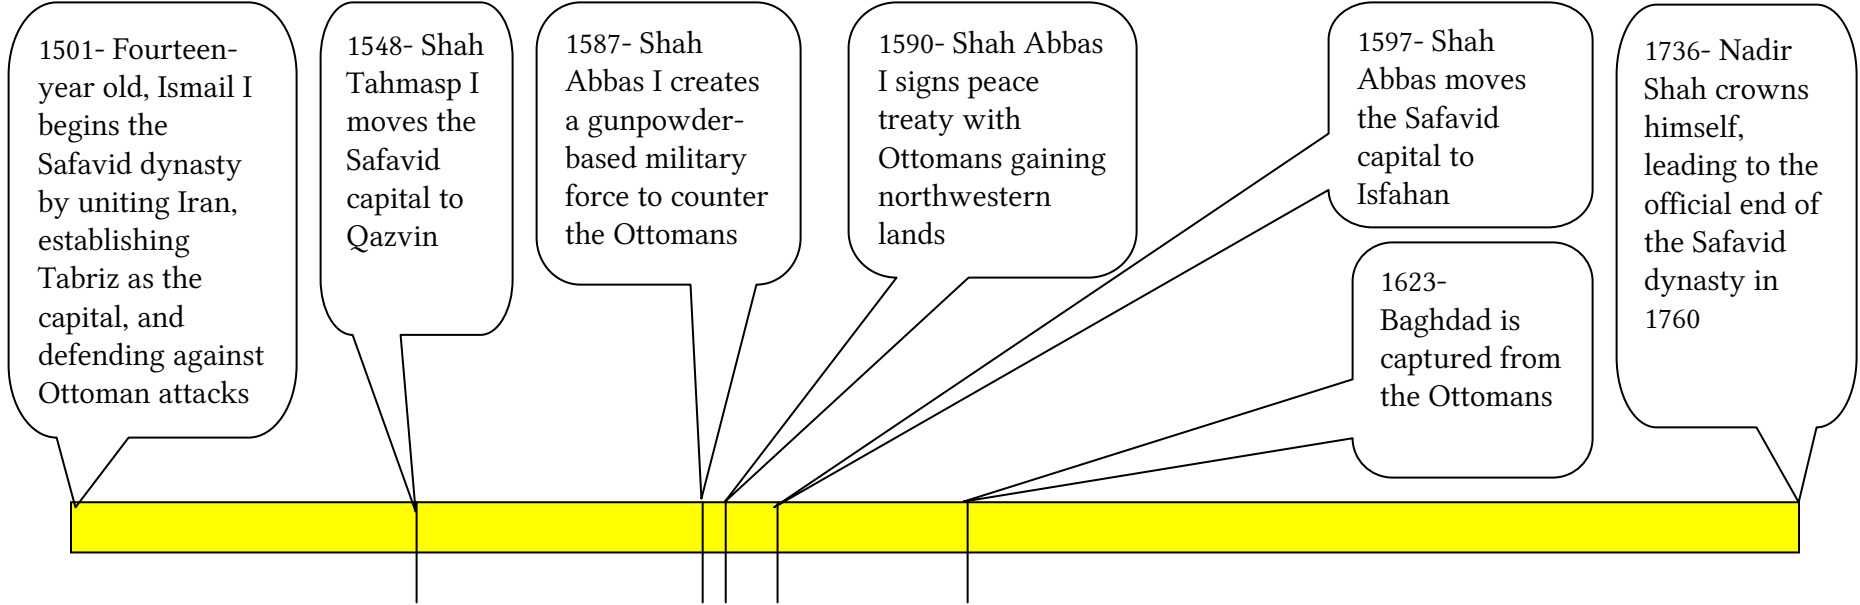 1501- Fourteen-
year old, Ismail I
begins the
Safavid dynasty
by uniting Iran,
establishing
Tabriz as the
capital, and
defending against
Ottoman attacks
1548- Shah
Tahmasp I
moves the
Safavid
capital to
Qazvin
1587- Shah
Abbas I creates
a gunpowder-
based military
force to counter
the Ottomans
1590- Shah Abbas
I signs peace
treaty with
Ottomans gaining
northwestern
lands
1597- Shah
Abbas moves
the Safavid
capital to
Isfahan
1623-
Baghdad is
captured from
the Ottomans
1736- Nadir
Shah crowns
himself,
leading to the
official end of
the Safavid
dynasty in
1760